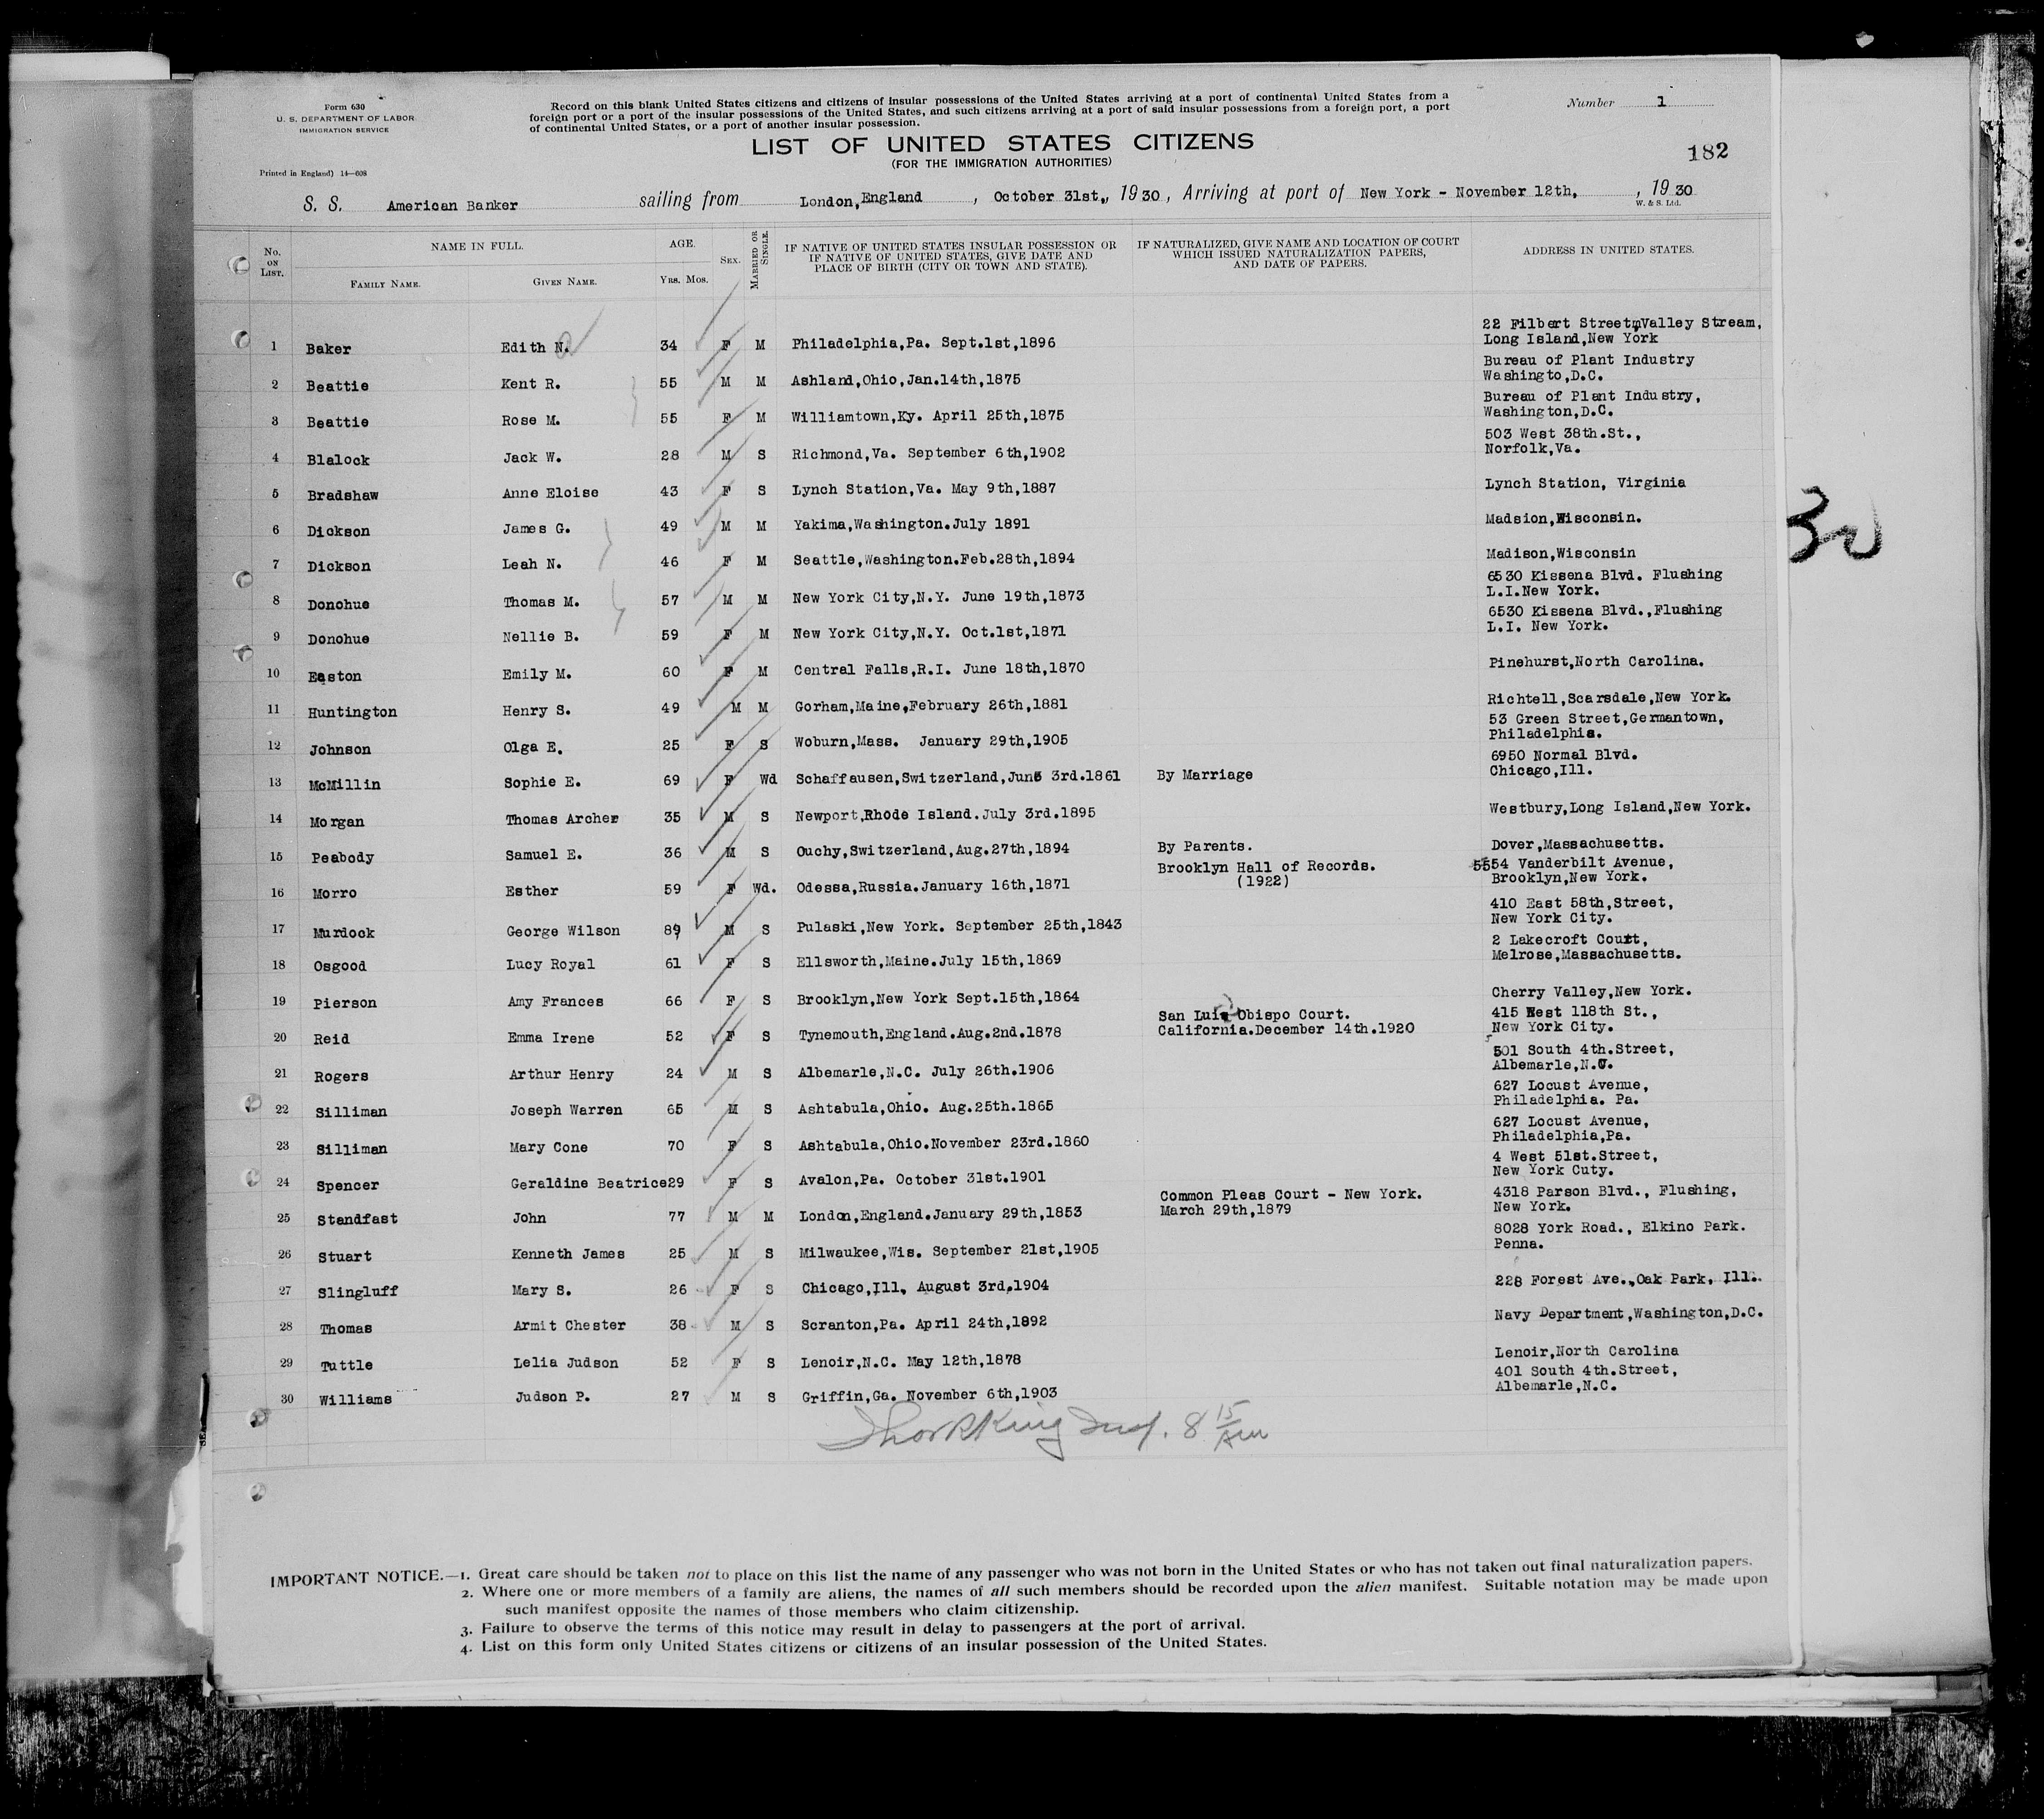 Form 630
U. S. DEPARTMENT OF LABOR
IMMIGRATION SERVICE
Printed in England) 14—608
Record on this blank United States citizens and citizens of insular possessions of the United States arriving at a port of continental United States from a
foreign port or a port of the insular possessions of the United States, and such citizens arriving at a port of said insular possessions from a foreign port, a port
of continental United States, or a port of another insular possession.
Number 1
LIST OF UNITED STATES CITIZENS
(FOR THE IMMIGRATION AUTHORITIES)
182
S. S. American Banker sailing from London,England , October 31st., 1930, Arriving at port of New York - November 12th, , 1930
W. & S. Ltd.
No. ON LIST. NAME IN FULL. FAMILY NAME. GIVEN NAME. AGE. YRS. MOS. SEX. MARRIED OR SINGLE. IF NATIVE OF UNITED STATES INSULAR POSSESSION OR IF NATIVE OF UNITED STATES, GIVE DATE AND PLACE OF BIRTH (CITY OR TOWN AND STATE). IF NATURALIZED, GIVE NAME AND LOCATION OF COURT WHICH ISSUED NATURALIZATION PAPERS, AND DATE OF PAPERS. ADDRESS IN UNITED STATES.
1 Baker Edith N. 34 F M Philadelphia,Pa. Sept.1st,1896 22 Filbert Street,Valley Stream, Long Island,New York
2 Beattie Kent R. 55 M M Ashland,Ohio,Jan.14th,1875 Bureau of Plant Industry Washingto,D.C.
3 Beattie Rose M. 55 F M Williamtown,Ky. April 25th,1875 Bureau of Plant Industry, Washington,D.C.
4 Blalock Jack W. 28 M S Richmond,Va. September 6th,1902 503 West 38th.St., Norfolk,Va.
5 Bradshaw Anne Eloise 43 F S Lynch Station,Va. May 9th,1887 Lynch Station, Virginia
6 Dickson James G. 49 M M Yakima,Washington.July 1891 Madsion,Wisconsin.
7 Dickson Leah N. 46 F M Seattle,Washington.Feb.28th,1894 Madison,Wisconsin
8 Donohue Thomas M. 57 M M New York City,N.Y. June 19th,1873 6530 Kissena Blvd. Flushing L.I.New York.
9 Donohue Nellie B. 59 F M New York City,N.Y. Oct.1st,1871 6530 Kissena Blvd.,Flushing L.I. New York.
10 Easton Emily M. 60 F M Central Falls,R.I. June 18th,1870 Pinehurst,North Carolina.
11 Huntington Henry S. 49 M M Gorham,Maine,February 26th,1881 Richtell,Scarsdale,New York.
12 Johnson Olga E. 25 F S Woburn,Mass. January 29th,1905 53 Green Street,Germantown, Philadelphia.
13 McMillin Sophie E. 69 F Wd Schaffausen,Switzerland,June 3rd.1861 By Marriage 6950 Normal Blvd. Chicago,Ill.
14 Morgan Thomas Archer 35 M S Newport,Rhode Island.July 3rd.1895 Westbury,Long Island,New York.
15 Peabody Samuel E. 36 M S Ouchy,Switzerland,Aug.27th,1894 By Parents. Dover,Massachusetts.
16 Morro Esther 59 F Wd. Odessa,Russia.January 16th,1871 Brooklyn Hall of Records. (1922) 5554 Vanderbilt Avenue, Brooklyn,New York.
17 Murdock George Wilson 89 M S Pulaski,New York. September 25th,1843 410 East 58th,Street, New York City.
18 Osgood Lucy Royal 61 F S Ellsworth,Maine.July 15th,1869 2 Lakecroft Court, Melrose,Massachusetts.
19 Pierson Amy Frances 66 F S Brooklyn,New York Sept.15th,1864 Cherry Valley,New York.
20 Reid Emma Irene 52 F S Tynemouth,England.Aug.2nd.1878 San Luis Obispo Court. California.December 14th.1920 415 West 118th St., New York City.
21 Rogers Arthur Henry 24 M S Albemarle,N.C. July 26th.1906 501 South 4th.Street, Albemarle,N.C.
22 Silliman Joseph Warren 65 M S Ashtabula,Ohio. Aug.25th.1865 627 Locust Avenue, Philadelphia. Pa.
23 Silliman Mary Cone 70 F S Ashtabula,Ohio.November 23rd.1860 627 Locust Avenue, Philadelphia,Pa.
24 Spencer Geraldine Beatrice 29 F S Avalon,Pa. October 31st.1901 4 West 51st.Street, New York Cuty.
25 Standfast John 77 M M London,England.January 29th,1853 Common Pleas Court - New York. March 29th,1879 4318 Parson Blvd., Flushing, New York.
26 Stuart Kenneth James 25 M S Milwaukee,Wis. September 21st,1905 8028 York Road., Elkino Park. Penna.
27 Slingluff Mary S. 26 F S Chicago,Ill, August 3rd,1904 228 Forest Ave.,Oak Park, Ill.
28 Thomas Armit Chester 38 M S Scranton,Pa. April 24th,1892 Navy Department,Washington,D.C.
29 Tuttle Lelia Judson 52 F S Lenoir,N.C. May 12th,1878 Lenoir,North Carolina
30 Williams Judson P. 27 M S Griffin,Ga. November 6th,1903 401 South 4th.Street, Albemarle,N.C.
30
8 15 Am
IMPORTANT NOTICE.—1. Great care should be taken not to place on this list the name of any passenger who was not born in the United States or who has not taken out final naturalization papers.
2. Where one or more members of a family are aliens, the names of all such members should be recorded upon the alien manifest. Suitable notation may be made upon
such manifest opposite the names of those members who claim citizenship.
3. Failure to observe the terms of this notice may result in delay to passengers at the port of arrival.
4. List on this form only United States citizens or citizens of an insular possession of the United States.